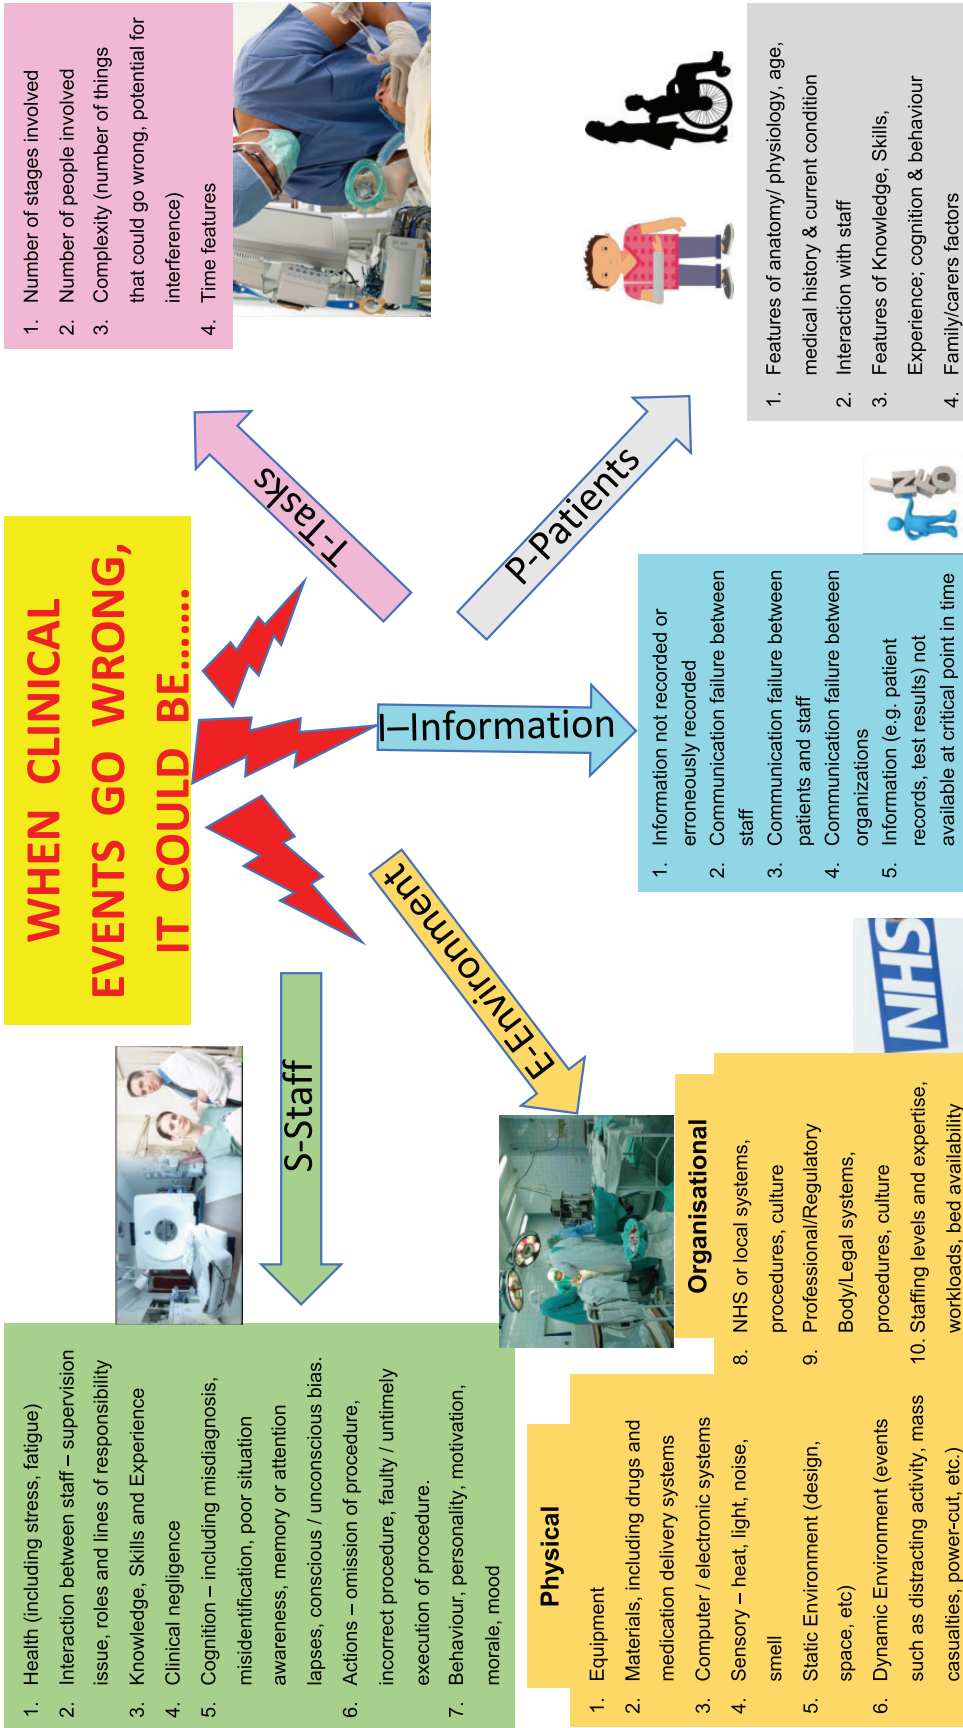 WHEN CLINICAL
EVENTS GO WRONG,
IT COULD BE…….
S-Staff
1. Health (including stress, fatigue)
2. Interaction between staff – supervision
issue, roles and lines of responsibility
3. Knowledge, Skills and Experience
4. Clinical negligence
5. Cognition – including misdiagnosis,
misidentification, poor situation
awareness, memory or attention
lapses, conscious / unconscious bias.
6. Actions – omission of procedure,
incorrect procedure, faulty / untimely
execution of procedure.
7. Behaviour, personality, motivation,
morale, mood
E-Environment
Physical
1. Equipment
2. Materials, including drugs and
medication delivery systems
3. Computer / electronic systems
4. Sensory – heat, light, noise,
smell
5. Static Environment (design,
space, etc)
6. Dynamic Environment (events
such as distracting activity, mass
casualties, power-cut, etc.)
Organisational
8. NHS or local systems,
procedures, culture
9. Professional/Regulatory
Body/Legal systems,
procedures, culture
10. Staffing levels and expertise,
workloads, bed availability
NHS
I–Information
1. Information not recorded or
erroneously recorded
2. Communication failure between
staff
3. Communication failure between
patients and staff
4. Communication failure between
organizations
5. Information (e.g. patient
records, test results) not
available at critical point in time
INFO
P-Patients
1. Features of anatomy/ physiology, age,
medical history & current condition
2. Interaction with staff
3. Features of Knowledge, Skills,
Experience; cognition & behaviour
4. Family/carers factors
T-Tasks
1. Number of stages involved
2. Number of people involved
3. Complexity (number of things
that could go wrong, potential for
interference)
4. Time features